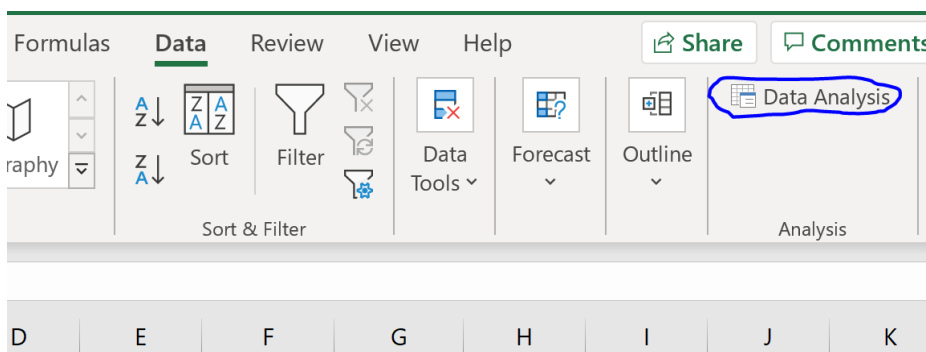 Formulas Data Review View Help Share Comments
A Z Z A Z A A Z Data Analysis
raphy Z A Sort Filter Data Tools Forecast Outline
Sort & Filter Analysis
D E F G H I J K